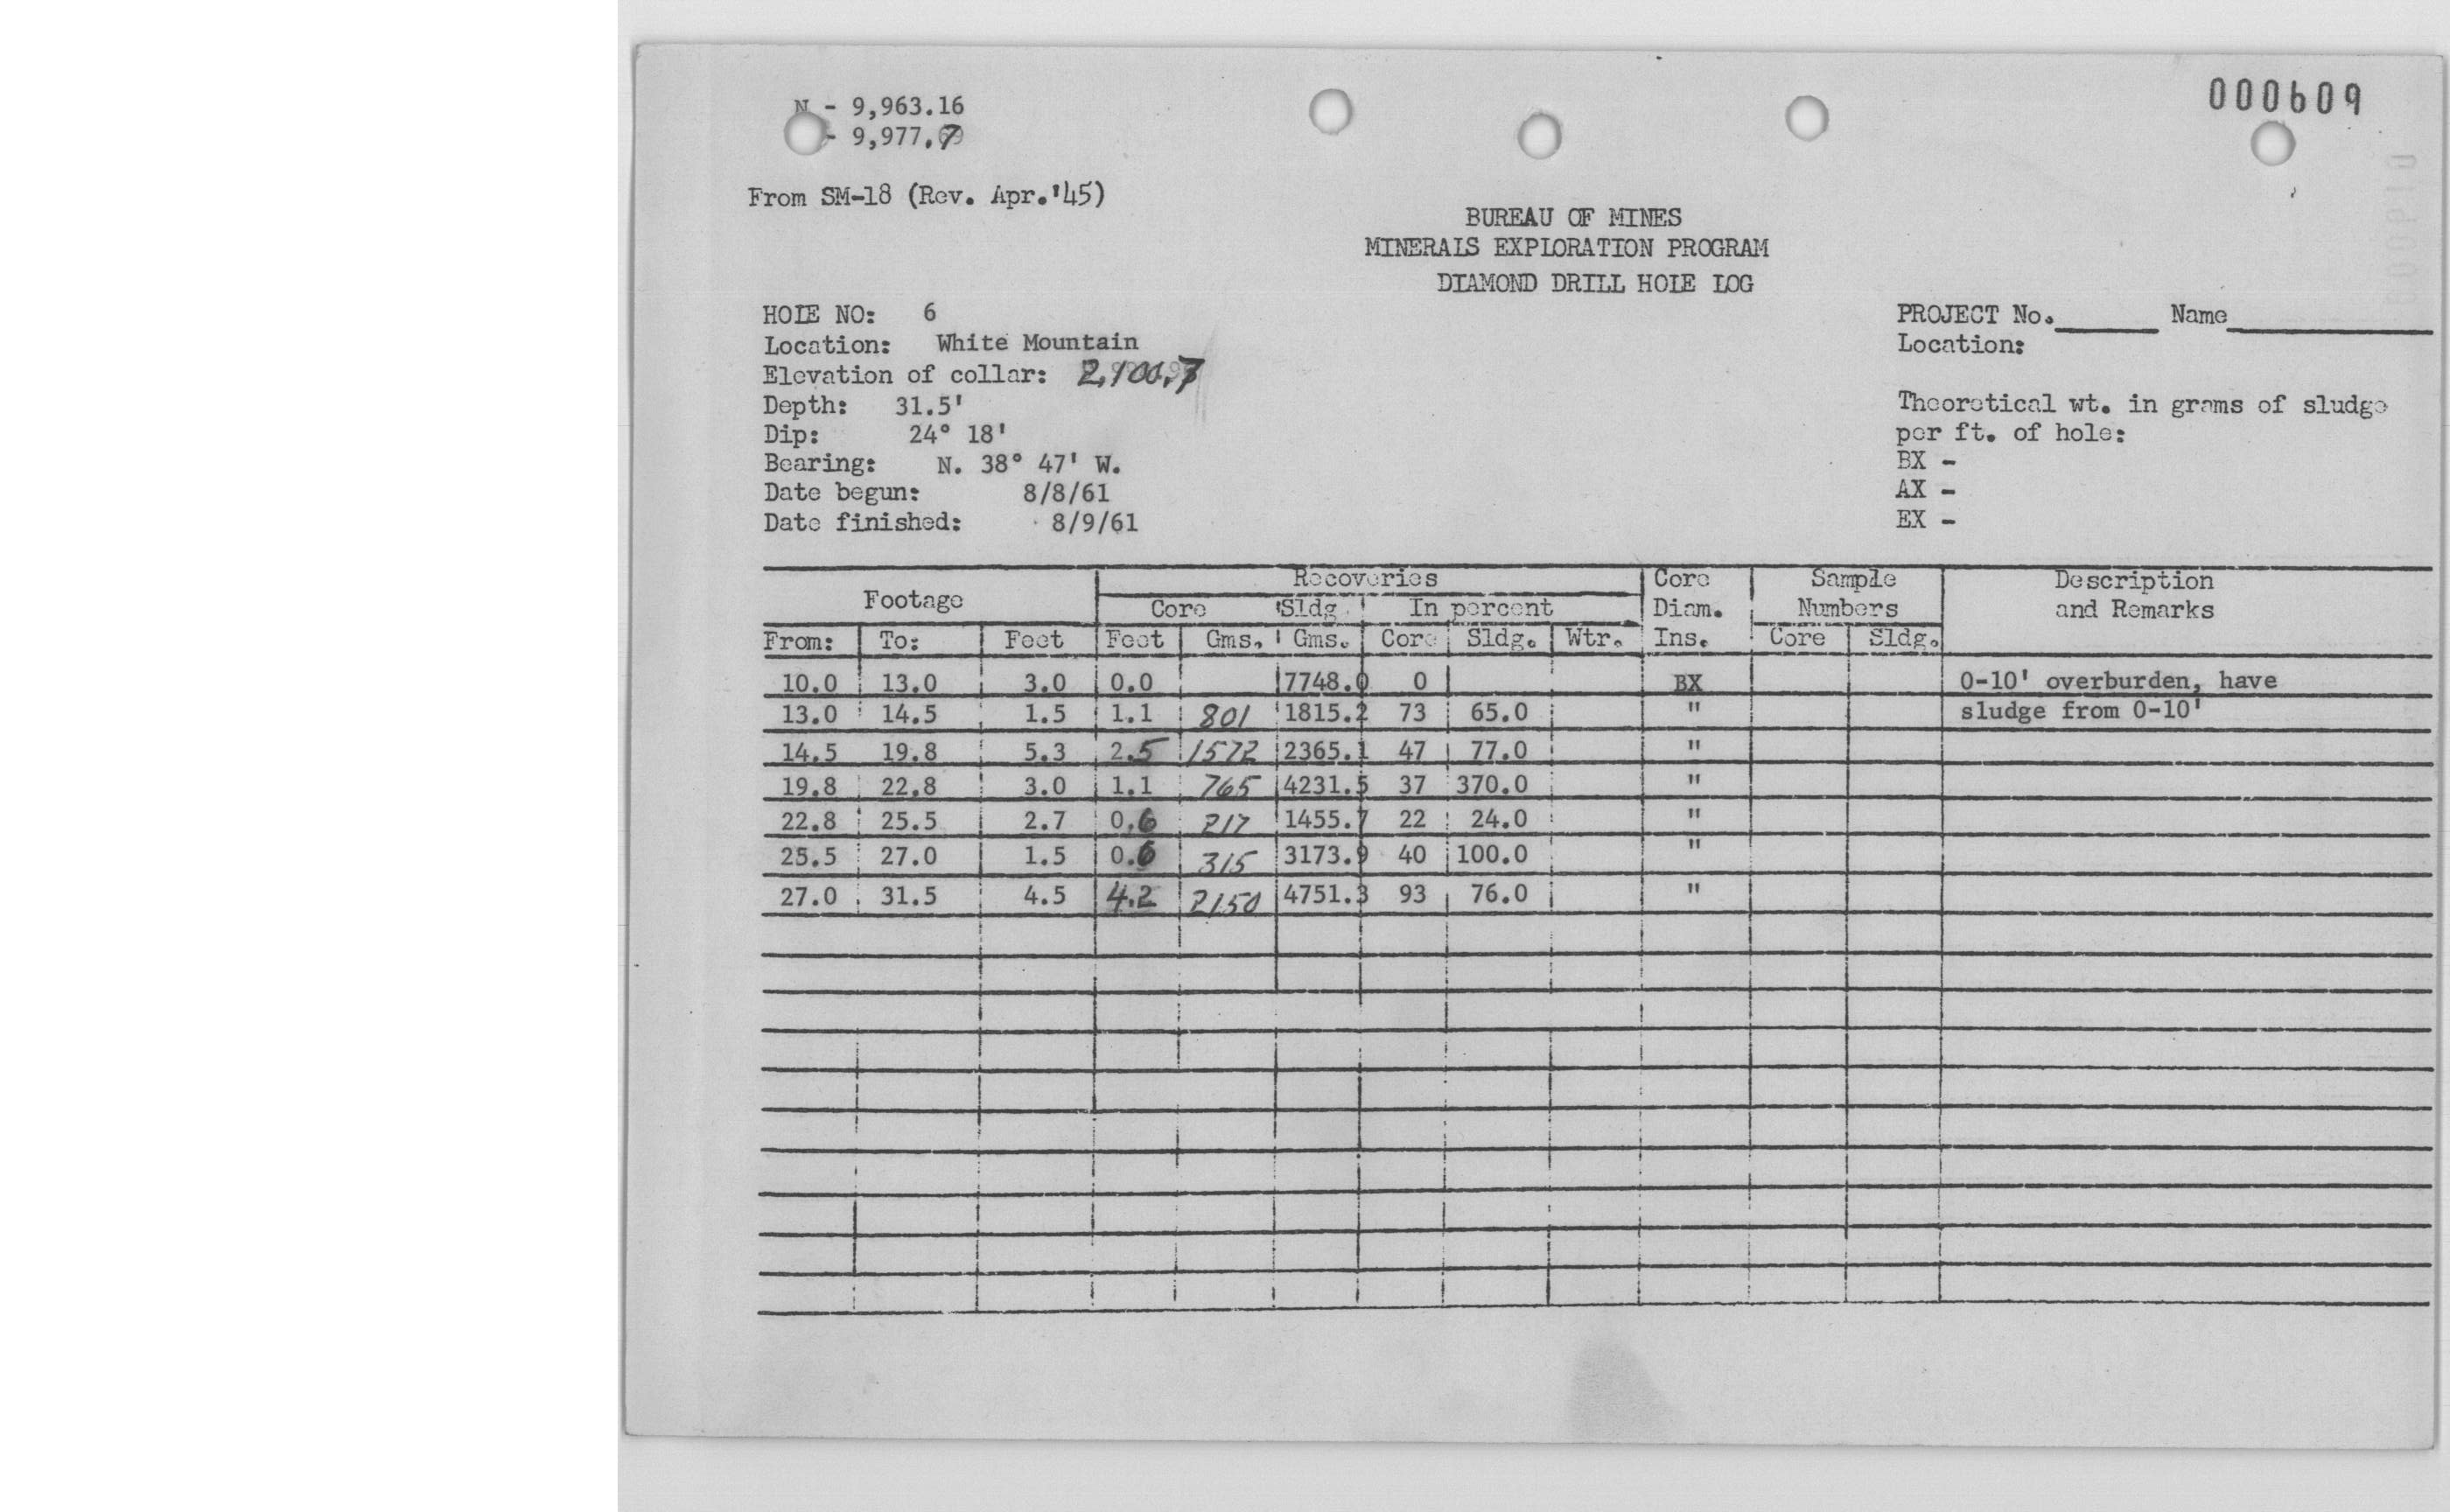 000609
N - 9,963.16
- 9,977.7
From SM-18 (Rev. Apr.'45)
BUREAU OF MINES
MINERALS EXPLORATION PROGRAM
DIAMOND DRILL HOLE LOG
HOLE NO: 6
Location: White Mountain
Elevation of collar: 2,100.7
Depth: 31.5'
Dip: 24° 18'
Bearing: N. 38° 47' W.
Date begun: 8/8/61
Date finished: 8/9/61
PROJECT No. Name
Location:
Theoretical wt. in grams of sludge
per ft. of hole:
BX -
AX -
EX -
Footage Recoveries Core Sample Description
Core Sldg. In percent Diam. Numbers and Remarks
From: To: Feet Feet Gms. Gms. Core Sldg. Wtr. Ins. Core Sldg.
10.0 13.0 3.0 0.0 7748.0 0 BX 0-10' overburden, have
13.0 14.5 1.5 1.1 801 1815.2 73 65.0 " sludge from 0-10'
14.5 19.8 5.3 2.5 1572 2365.1 47 77.0 "
19.8 22.8 3.0 1.1 765 4231.5 37 370.0 "
22.8 25.5 2.7 0.6 217 1455.7 22 24.0 "
25.5 27.0 1.5 0.6 315 3173.9 40 100.0 "
27.0 31.5 4.5 4.2 2150 4751.3 93 76.0 "